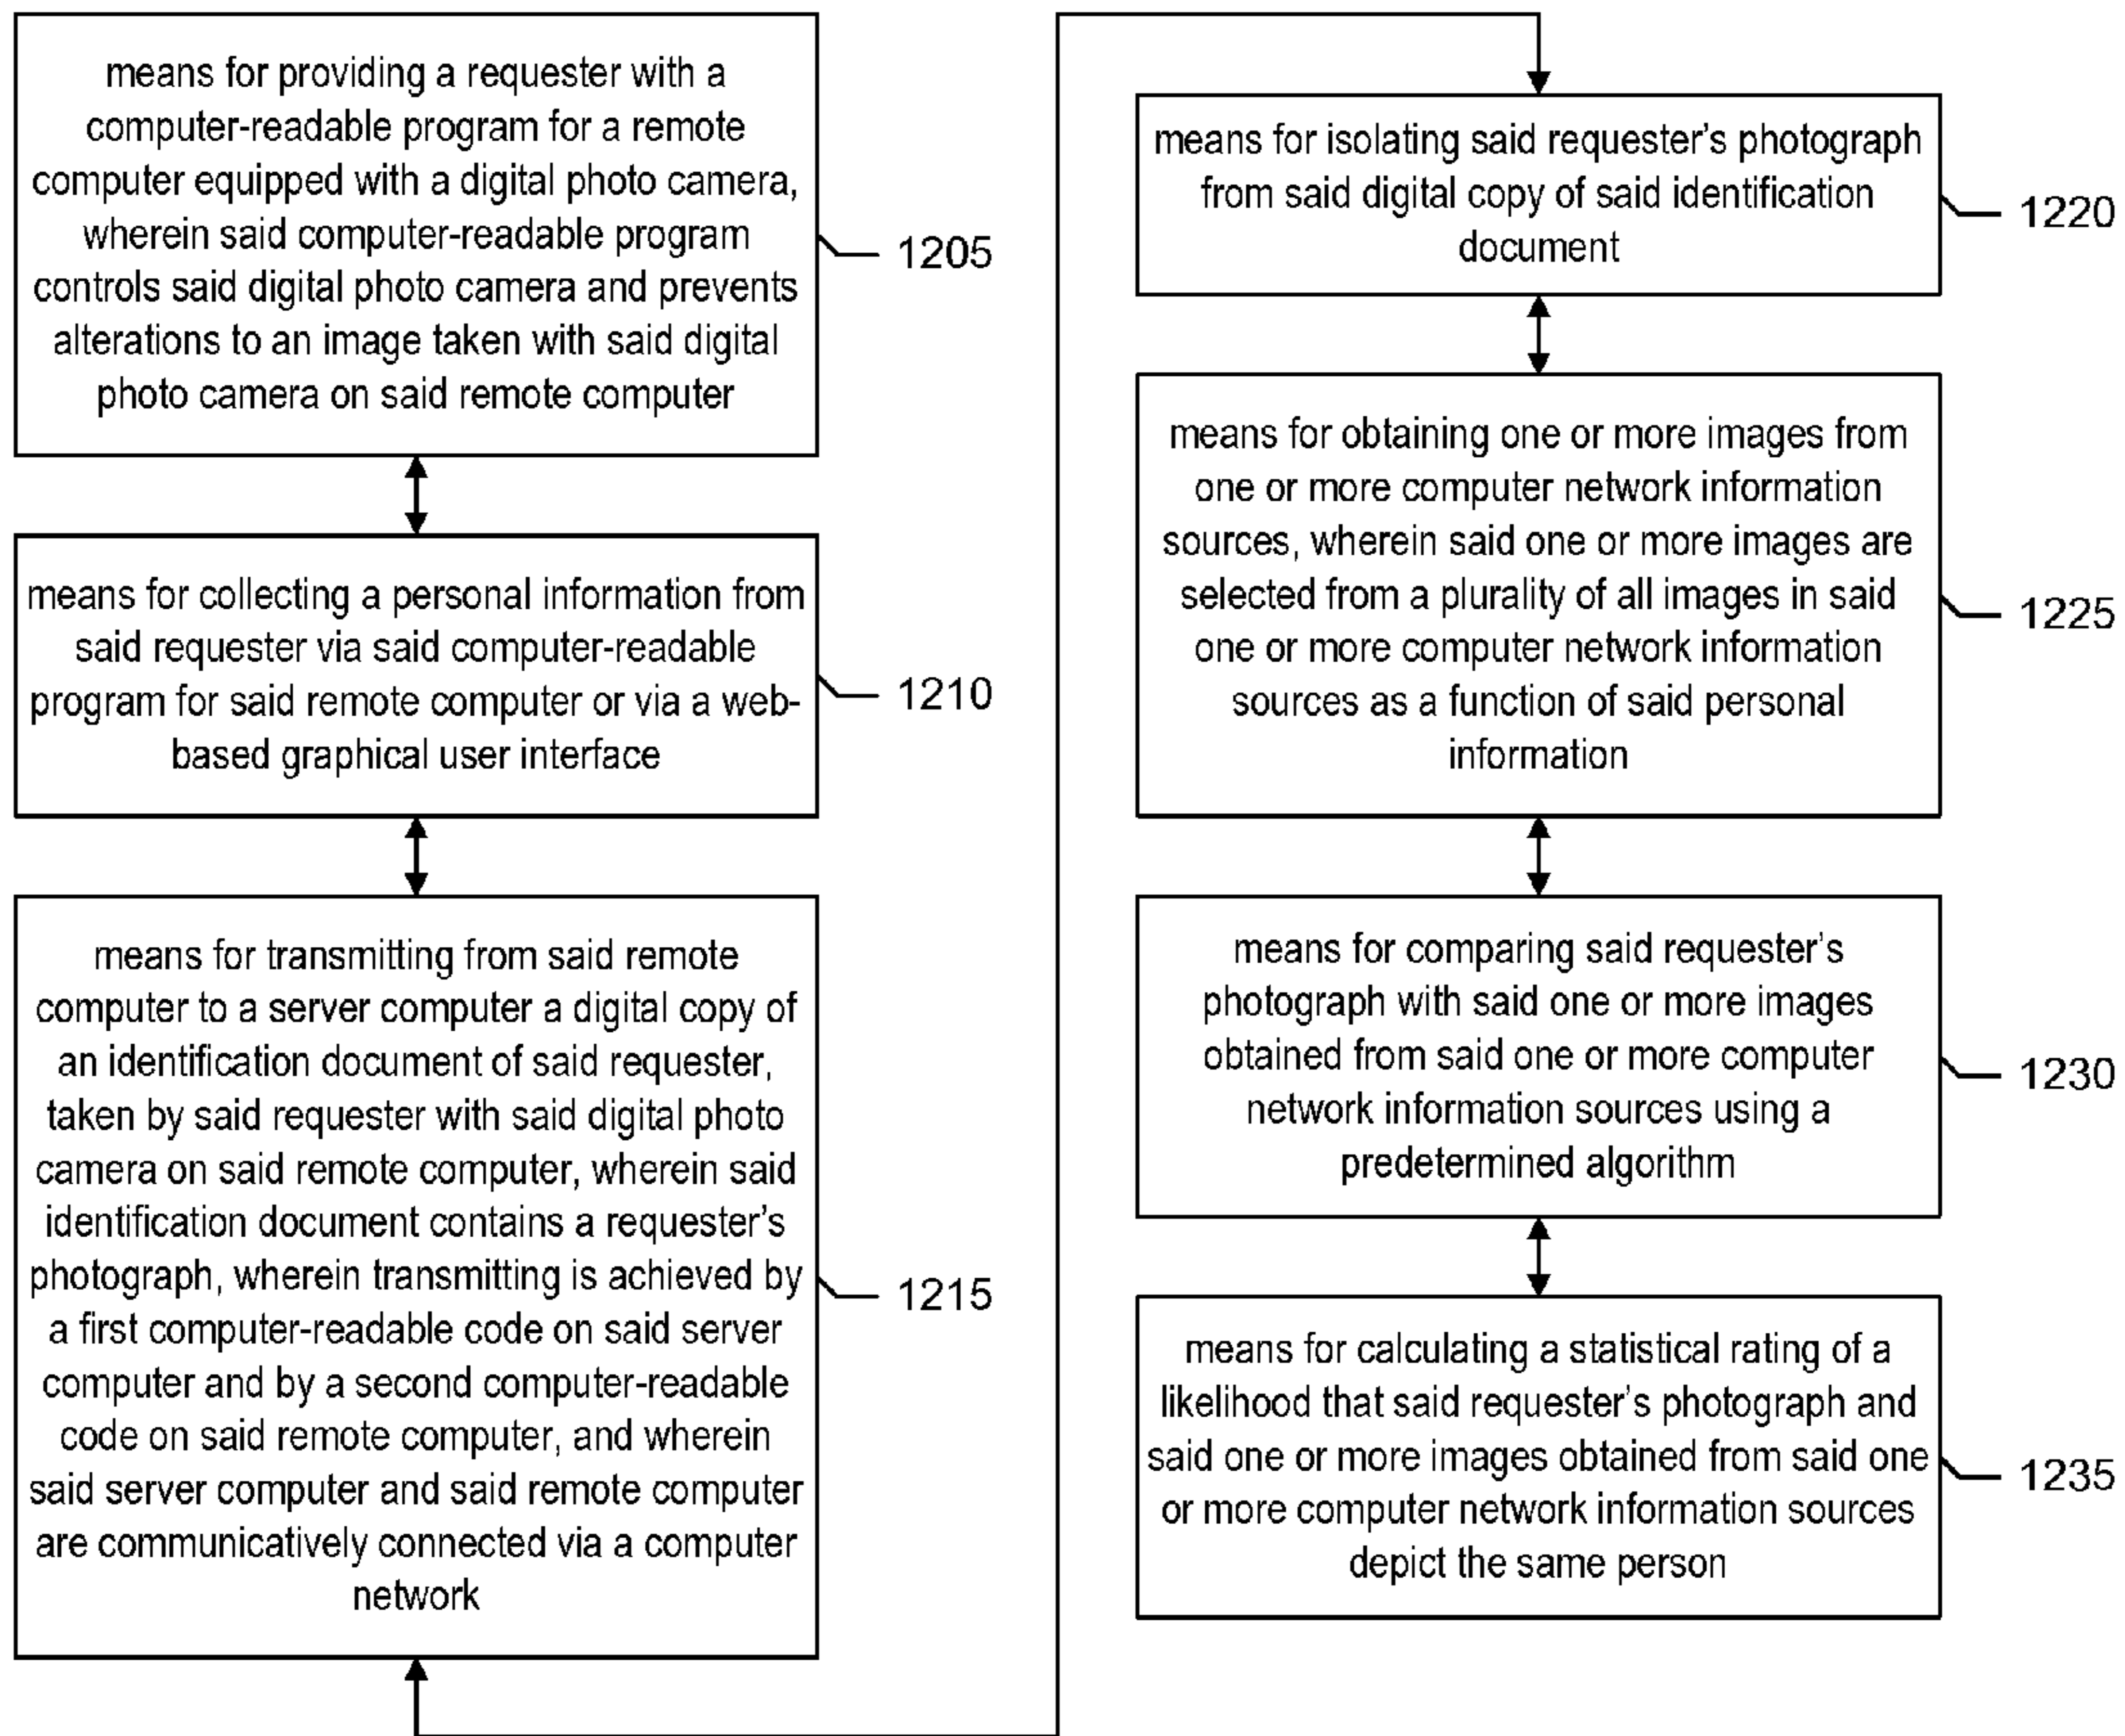 means for providing a requester with a
computer-readable program for a remote
computer equipped with a digital photo camera,
wherein said computer-readable program
controls said digital photo camera and prevents
alterations to an image taken with said digital
photo camera on said remote computer
1205
means for collecting a personal information from
said requester via said computer-readable
program for said remote computer or via a web-
based graphical user interface
1210
means for transmitting from said remote
computer to a server computer a digital copy of
an identification document of said requester,
taken by said requester with said digital photo
camera on said remote computer, wherein said
identification document contains a requester's
photograph, wherein transmitting is achieved by
a first computer-readable code on said server
computer and by a second computer-readable
code on said remote computer, and wherein
said server computer and said remote computer
are communicatively connected via a computer
network
1215
means for isolating said requester's photograph
from said digital copy of said identification
document
1220
means for obtaining one or more images from
one or more computer network information
sources, wherein said one or more images are
selected from a plurality of all images in said
one or more computer network information
sources as a function of said personal
information
1225
means for comparing said requester's
photograph with said one or more images
obtained from said one or more computer
network information sources using a
predetermined algorithm
1230
means for calculating a statistical rating of a
likelihood that said requester's photograph and
said one or more images obtained from said one
or more computer network information sources
depict the same person
1235